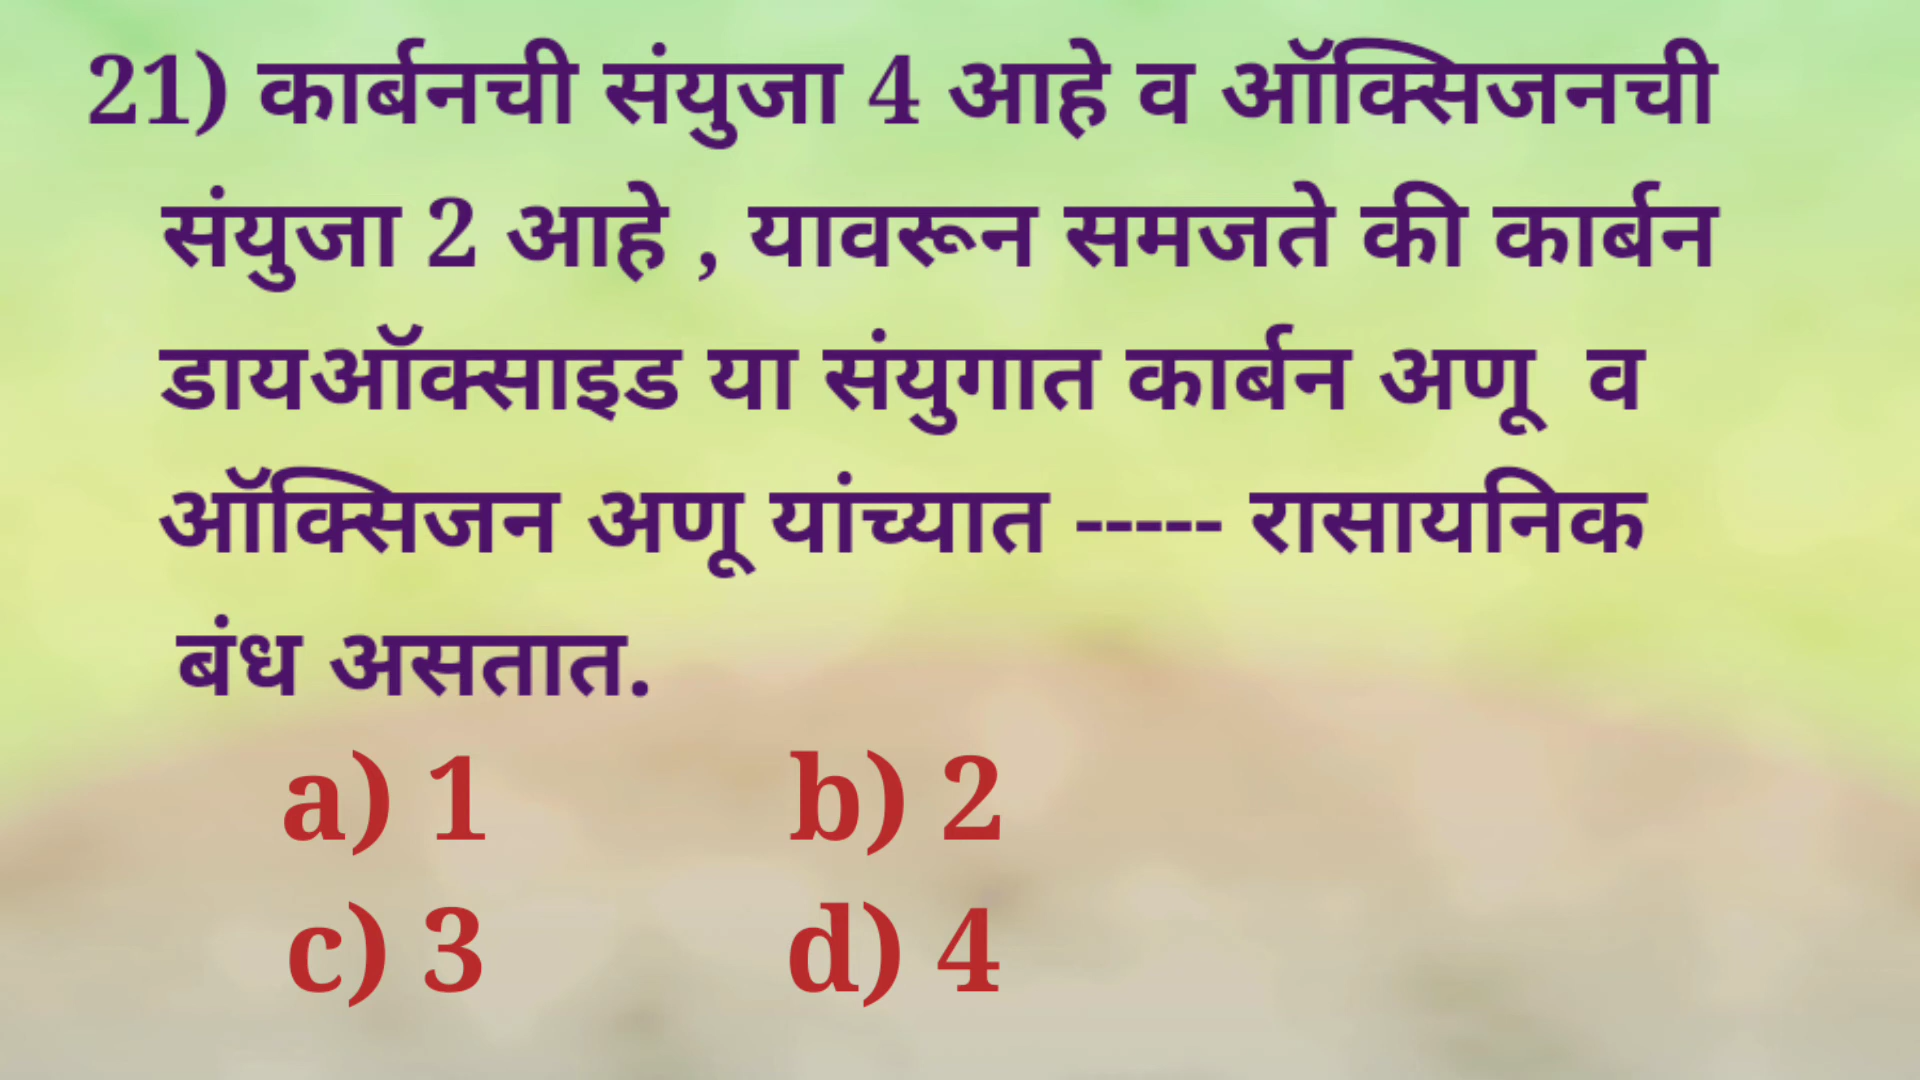 21) कार्बनची संयुजा 4 आहे व ऑक्सिजनची
संयुजा 2 आहे , यावरून समजते की कार्बन
डायऑक्साइड या संयुगात कार्बन अणू व
ऑक्सिजन अणू यांच्यात ----- रासायनिक
बंध असतात.
a) 1 b) 2
c) 3 d) 4